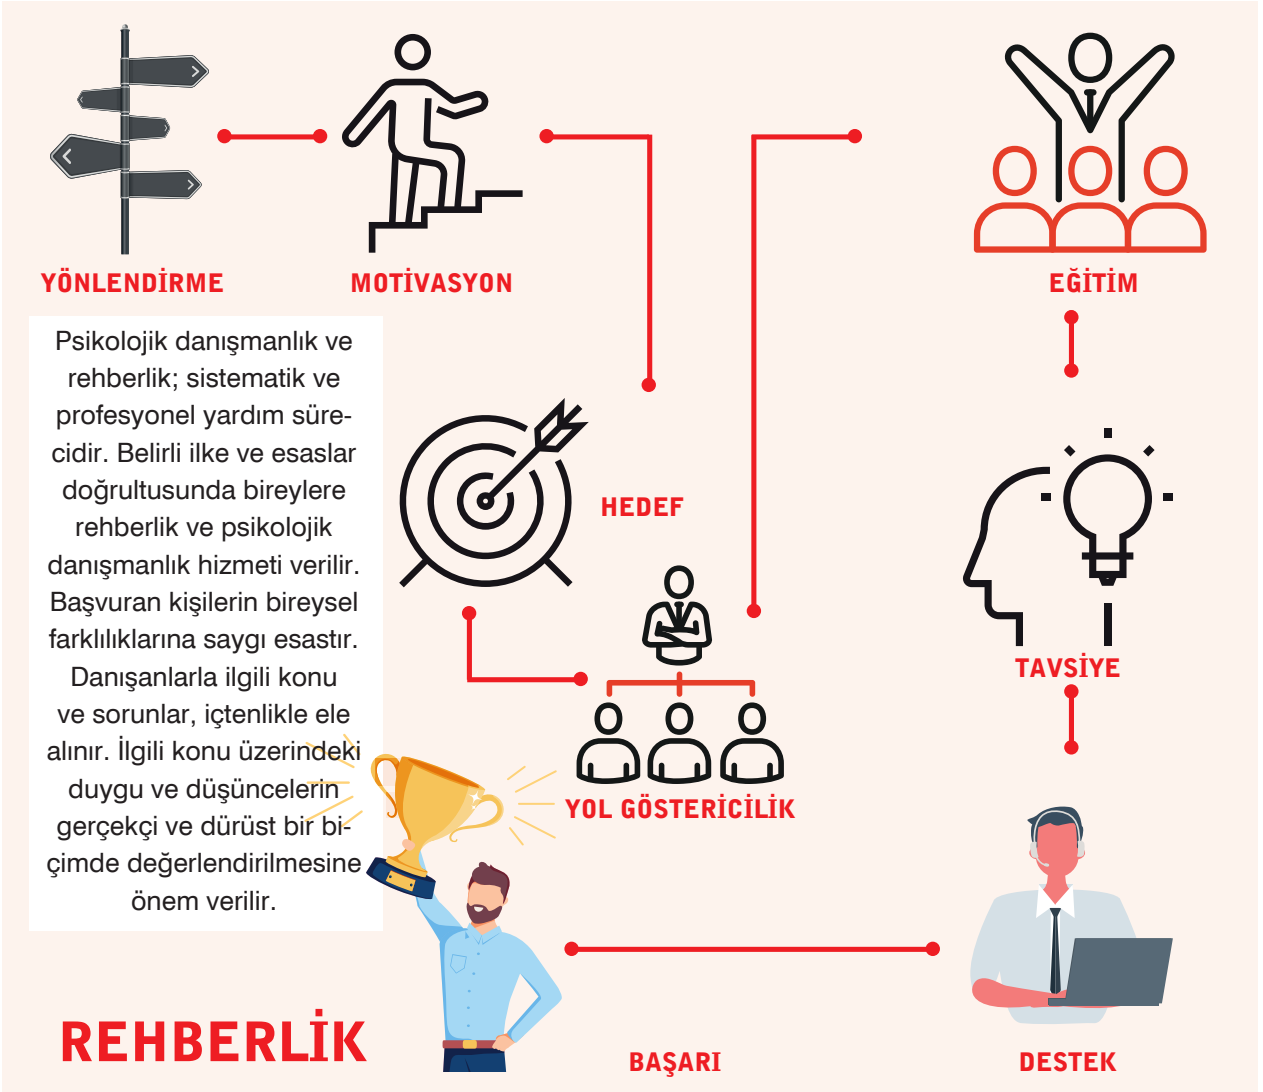 YÖNLENDİRME
MOTİVASYON
EĞİTİM
Psikolojik danışmanlık ve
rehberlik; sistematik ve
profesyonel yardım süre-
cidir. Belirli ilke ve esaslar
doğrultusunda bireylere
rehberlik ve psikolojik
danışmanlık hizmeti verilir.
Başvuran kişilerin bireysel
farklılıklarına saygı esastır.
Danışanlarla ilgili konu
ve sorunlar, içtenlikle ele
alınır. İlgili konu üzerindeki
duygu ve düşüncelerin
gerçekçi ve dürüst bir bi-
çimde değerlendirilmesine
önem verilir.
HEDEF
TAVSİYE
YOL GÖSTERİCİLİK
REHBERLİK
BAŞARI
DESTEK